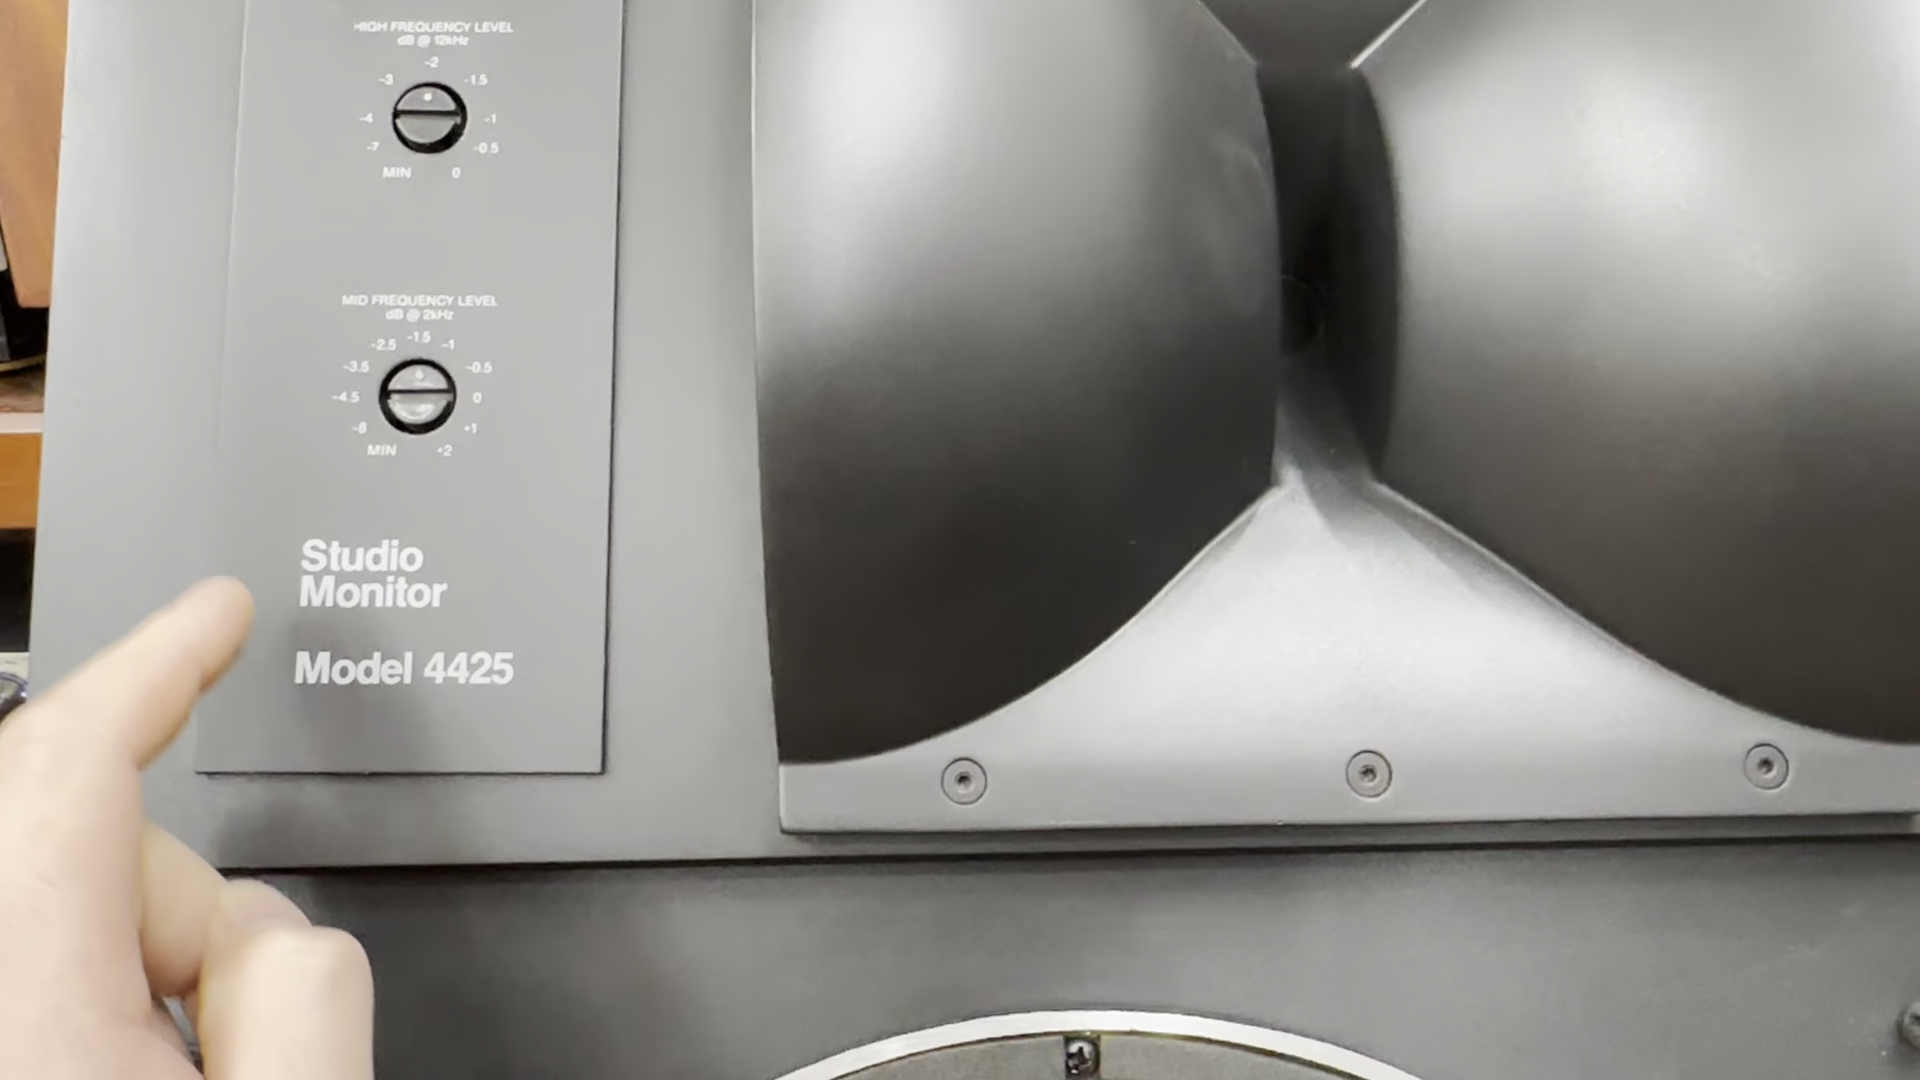 HIGH FREQUENCY LEVEL
dB @ 12kHz
-2
-3 -1.5
-4 -1
-7 -0.5
MIN 0
MID FREQUENCY LEVEL
dB @ 2kHz
-1.5
-2.5 -1
-3.5 -0.5
-4.5 0
-8 +1
MIN +2
Studio
Monitor
Model 4425